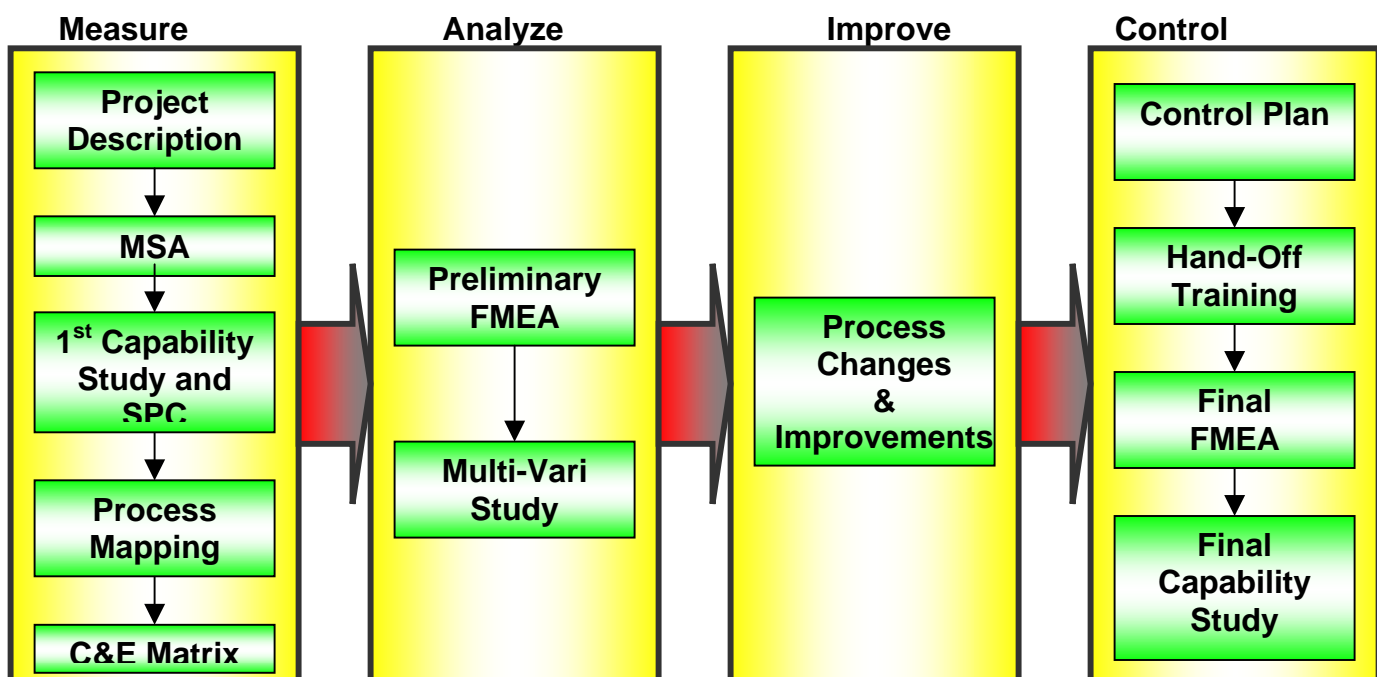 Measure
Project
Description
MSA
1st Capability
Study and
SPC
Process
Mapping
C&E Matrix
Analyze
Preliminary
FMEA
Multi-Vari
Study
Improve
Process
Changes
&
Improvements
Control
Control Plan
Hand-Off
Training
Final
FMEA
Final
Capability
Study